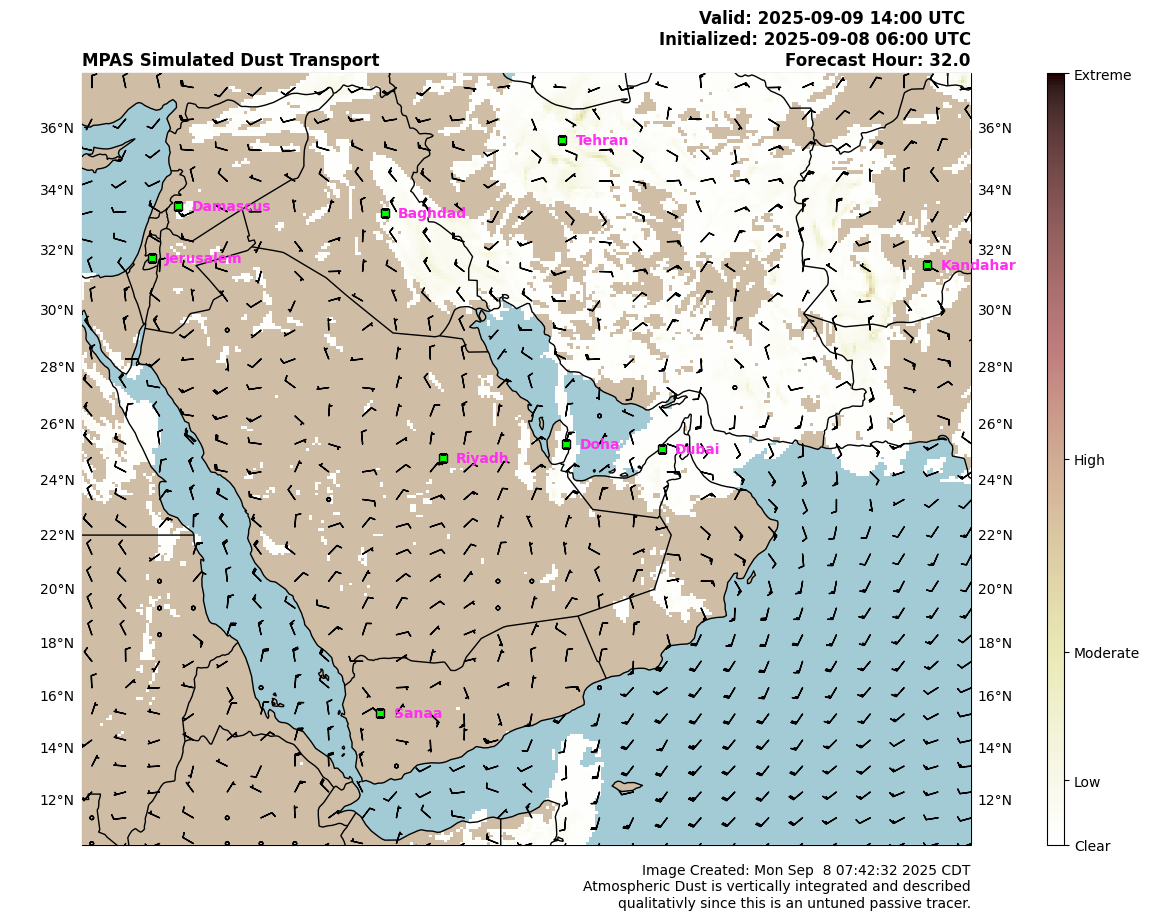 Valid: 2025-09-09 14:00 UTC
Initialized: 2025-09-08 06:00 UTC
MPAS Simulated Dust Transport Forecast Hour: 32.0
Extreme
36°N Tehran 36°N
34°N 34°N
Damascus Baghdad
32°N Jerusalem 32°N
Kandahar
30°N 30°N
28°N 28°N
26°N 26°N
Doha Dubai
Riyadh High
24°N 24°N
22°N 22°N
20°N 20°N
18°N 18°N
Moderate
16°N 16°N
Sanaa
14°N 14°N
Low
12°N 12°N
Clear
Image Created: Mon Sep  8 07:42:32 2025 CDT
Atmospheric Dust is vertically integrated and described
qualitativly since this is an untuned passive tracer.